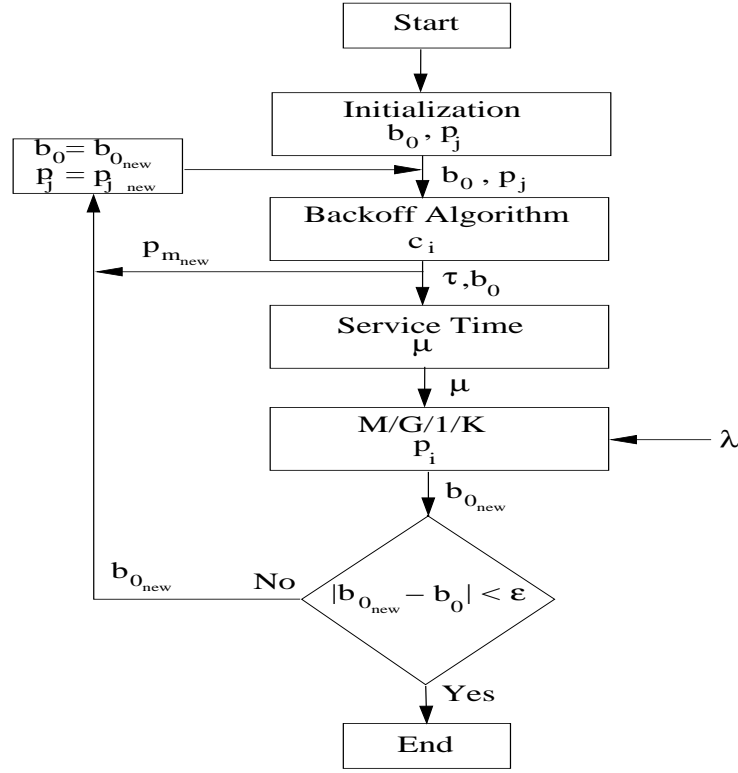 Start
Initialization
b₀ , pⱼ
b₀ = b₀ₙₑw
pⱼ = pⱼ ₙₑw
b₀ , pⱼ
Backoff Algorithm
cᵢ
pₘₙₑw
τ,b₀
Service Time
μ
μ
M/G/1/K
pᵢ
λ
b₀ₙₑw
b₀ₙₑw
No
|b₀ₙₑw – b₀| < ε
Yes
End